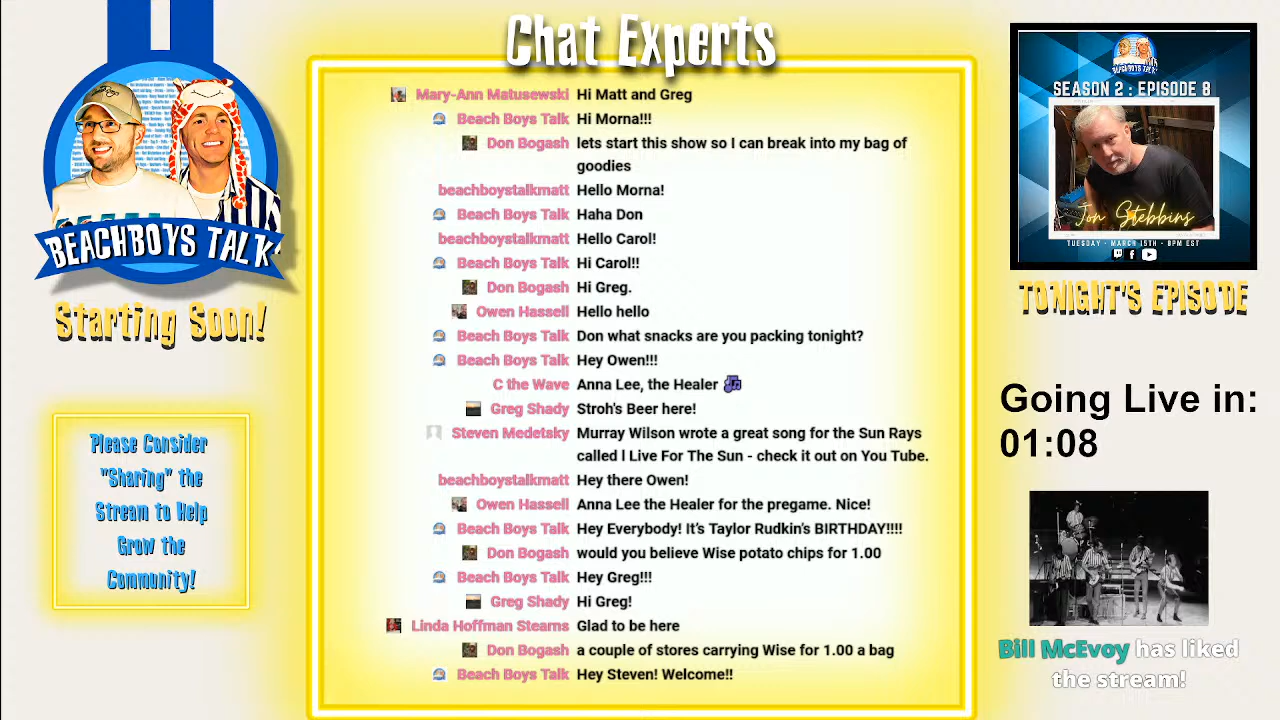 BEACHBOYS TALK
Starting Soon!
Please Consider
"Sharing" the
Stream to Help
Grow the
Community!
Chat Experts
Mary-Ann Matusewski Hi Matt and Greg
Beach Boys Talk Hi Morna!!!
Don Bogash lets start this show so I can break into my bag of
goodies
beachboystalkmatt Hello Morna!
Beach Boys Talk Haha Don
beachboystalkmatt Hello Carol!
Beach Boys Talk Hi Carol!!
Don Bogash Hi Greg.
Owen Hassell Hello hello
Beach Boys Talk Don what snacks are you packing tonight?
Beach Boys Talk Hey Owen!!!
C the Wave Anna Lee, the Healer
Greg Shady Stroh's Beer here!
Steven Medetsky Murray Wilson wrote a great song for the Sun Rays
called l Live For The Sun - check it out on You Tube.
beachboystalkmatt Hey there Owen!
Owen Hassell Anna Lee the Healer for the pregame. Nice!
Beach Boys Talk Hey Everybody! It's Taylor Rudkin's BIRTHDAY!!!!
Don Bogash would you believe Wise potato chips for 1.00
Beach Boys Talk Hey Greg!!!
Greg Shady Hi Greg!
Linda Hoffman Stearns Glad to be here
Don Bogash a couple of stores carrying Wise for 1.00 a bag
Beach Boys Talk Hey Steven! Welcome!!
BEACHBOYS TALK
SEASON 2 : EPISODE 8
Jon Stebbins
TUESDAY - MARCH 15TH - 8PM EST
TONIGHT'S EPISODE
Going Live in:
01:08
Bill McEvoy has liked
the stream!